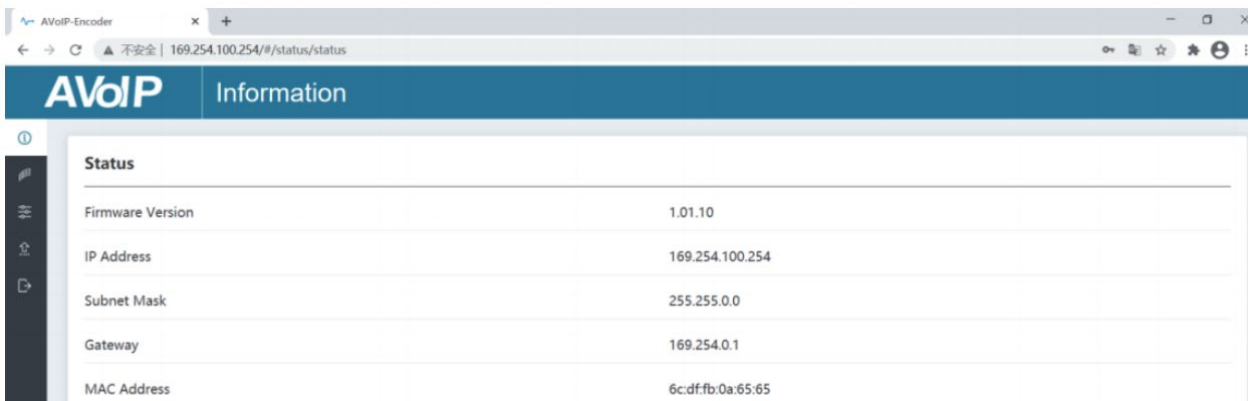 AVoIP-Encoder
不安全 | 169.254.100.254/#/status/status
AVoIP Information
Status
Firmware Version 1.01.10
IP Address 169.254.100.254
Subnet Mask 255.255.0.0
Gateway 169.254.0.1
MAC Address 6c:df:fb:0a:65:65